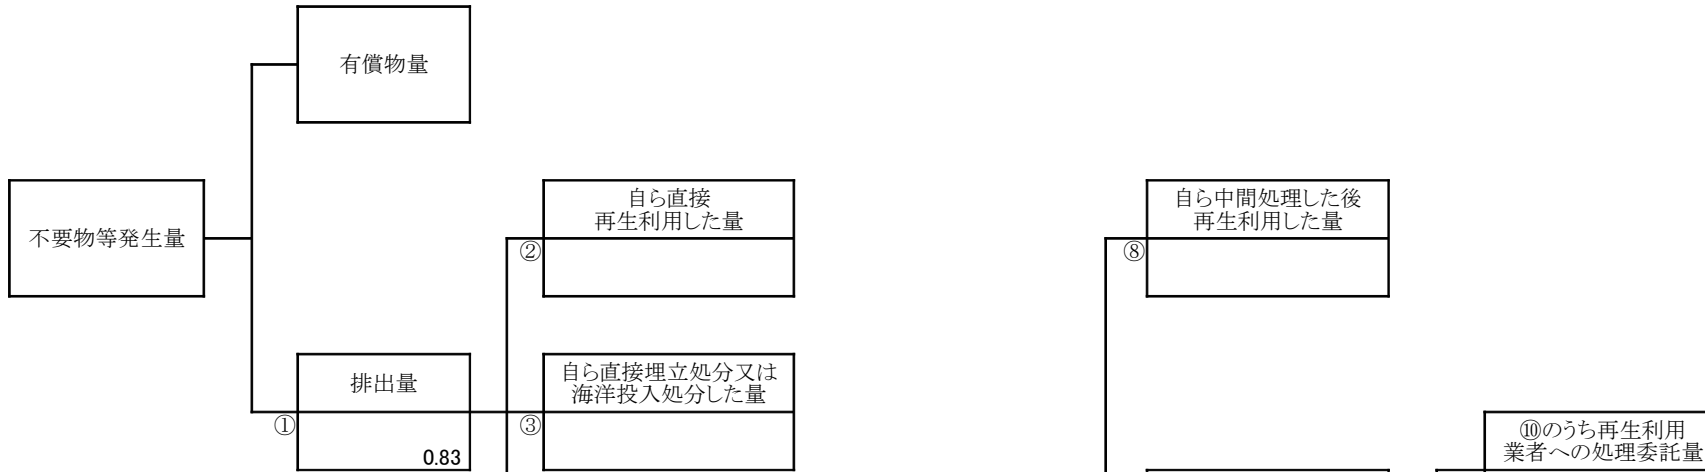 有償物量
不要物等発生量
自ら直接
再生利用した量
②
自ら中間処理した後
再生利用した量
⑧
排出量
①
0.83
自ら直接埋立処分又は
海洋投入処分した量
③
⑩のうち再生利用
業者への処理委託量